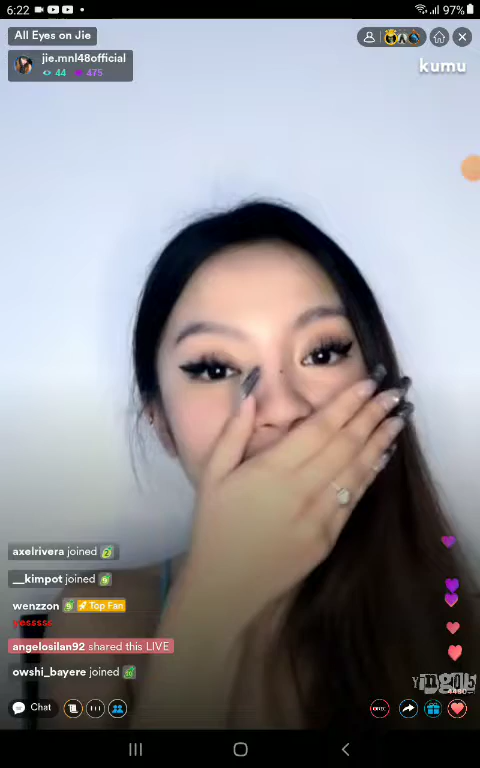 6:22
97%
All Eyes on Jie
jie.mnl48official
44 475
kumu
axelrivera joined
__kimpot joined
wenzzon Top Fan
yesssss
angelosilan92 shared this LIVE
owshi_bayere joined
Chat